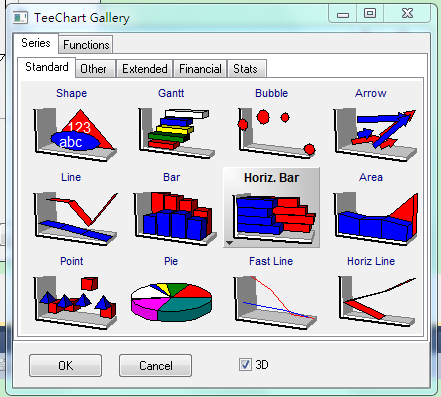 TeeChart Gallery
Series Functions
Standard Other Extended Financial Stats
Shape Gantt Bubble Arrow
123
abc
Line Bar Horiz. Bar Area
Point Pie Fast Line Horiz Line
OK Cancel 3D